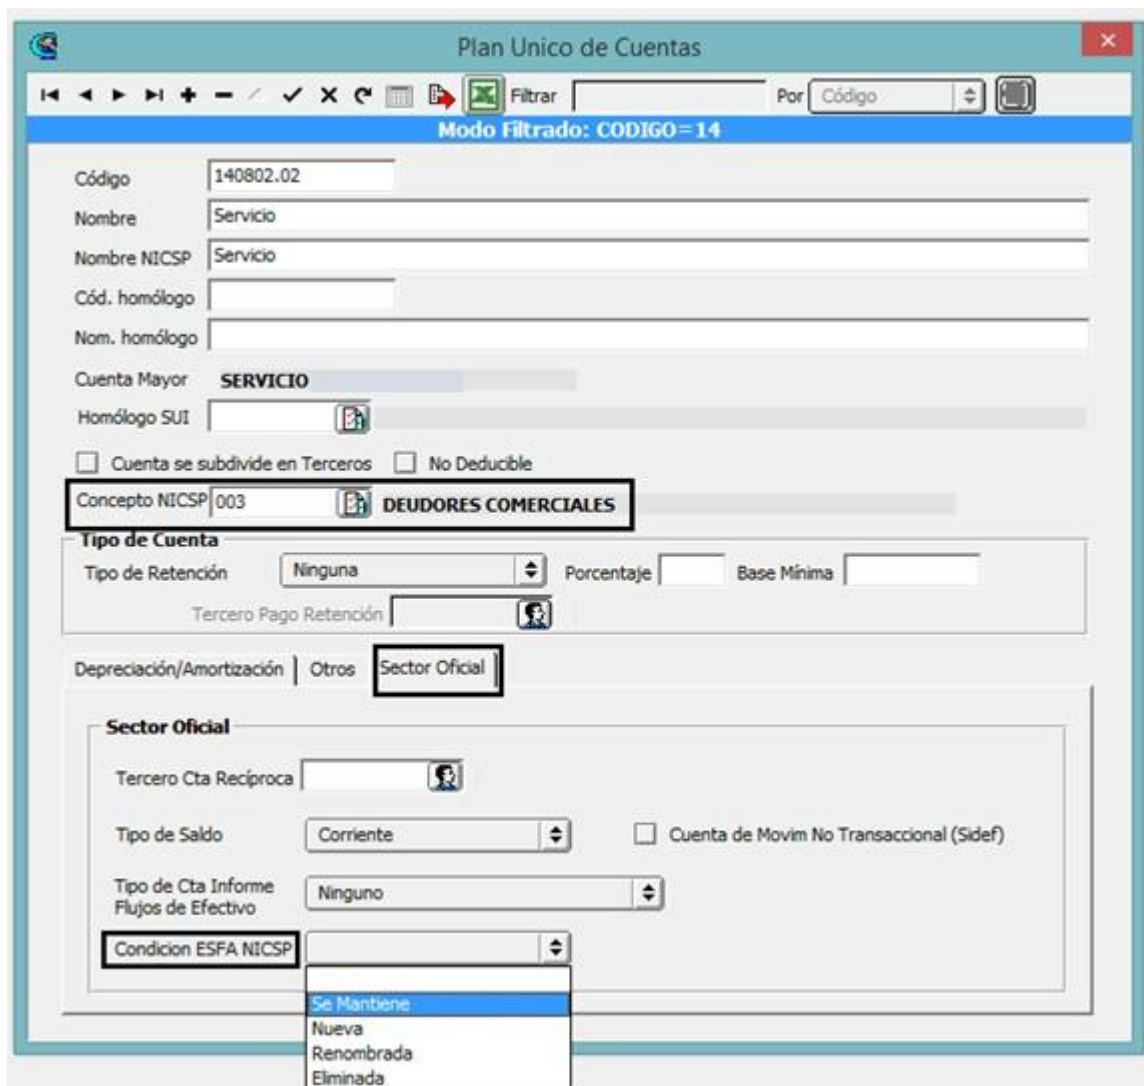 Plan Unico de Cuentas
Filtrar Por Código
Modo Filtrado: CODIGO=14
Código 140802.02
Nombre Servicio
Nombre NICSP Servicio
Cód. homólogo
Nom. homólogo
Cuenta Mayor SERVICIO
Homólogo SUI
Cuenta se subdivide en Terceros No Deducible
Concepto NICSP 003 DEUDORES COMERCIALES
Tipo de Cuenta
Tipo de Retención Ninguna Porcentaje Base Mínima
Tercero Pago Retención
Depreciación/Amortización Otros Sector Oficial
Sector Oficial
Tercero Cta Recíproca
Tipo de Saldo Corriente Cuenta de Movim No Transaccional (Sidef)
Tipo de Cta Informe
Flujos de Efectivo Ninguno
Condicion ESFA NICSP
Se Mantiene
Nueva
Renombrada
Eliminada